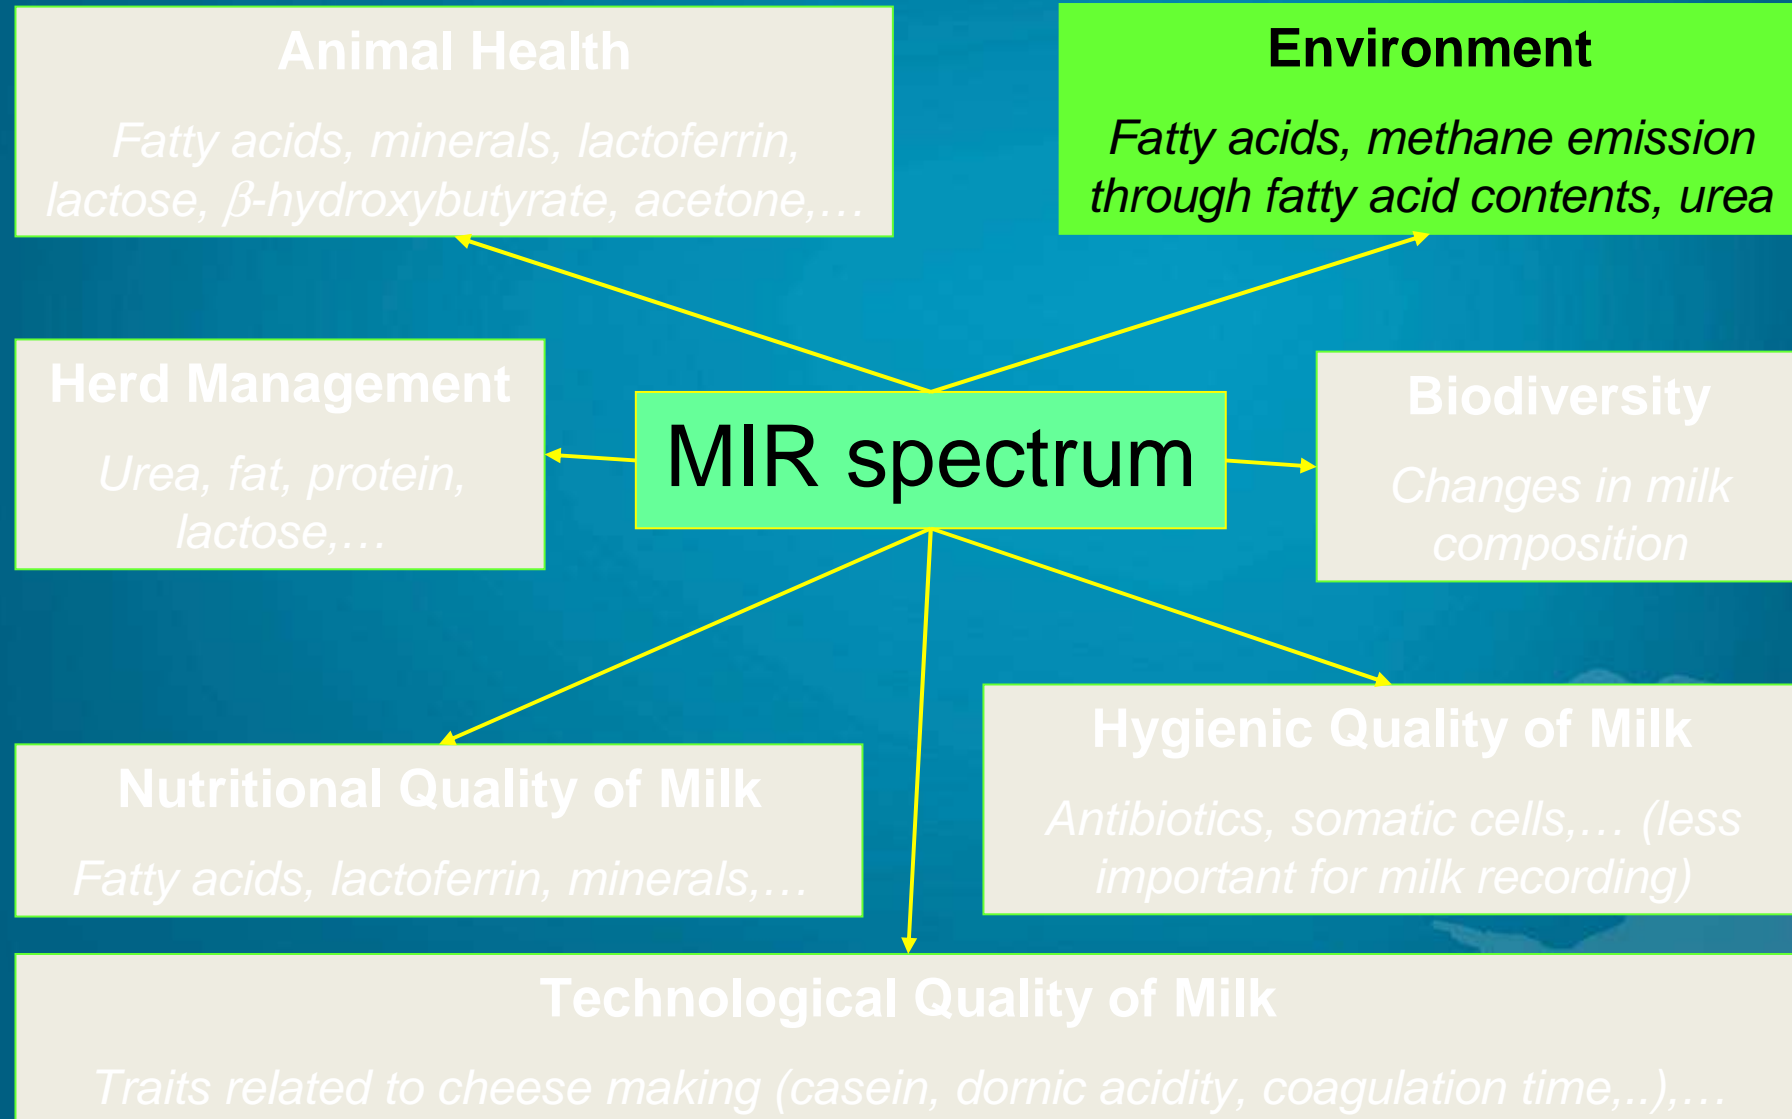 Animal Health
Fatty acids, minerals, lactoferrin,
lactose, β-hydroxybutyrate, acetone,…
Environment
Fatty acids, methane emission
through fatty acid contents, urea
Herd Management
Urea, fat, protein,
lactose,…
MIR spectrum
Biodiversity
Changes in milk
composition
Nutritional Quality of Milk
Fatty acids, lactoferrin, minerals,…
Hygienic Quality of Milk
Antibiotics, somatic cells,… (less
important for milk recording)
Technological Quality of Milk
Traits related to cheese making (casein, dornic acidity, coagulation time,..),…